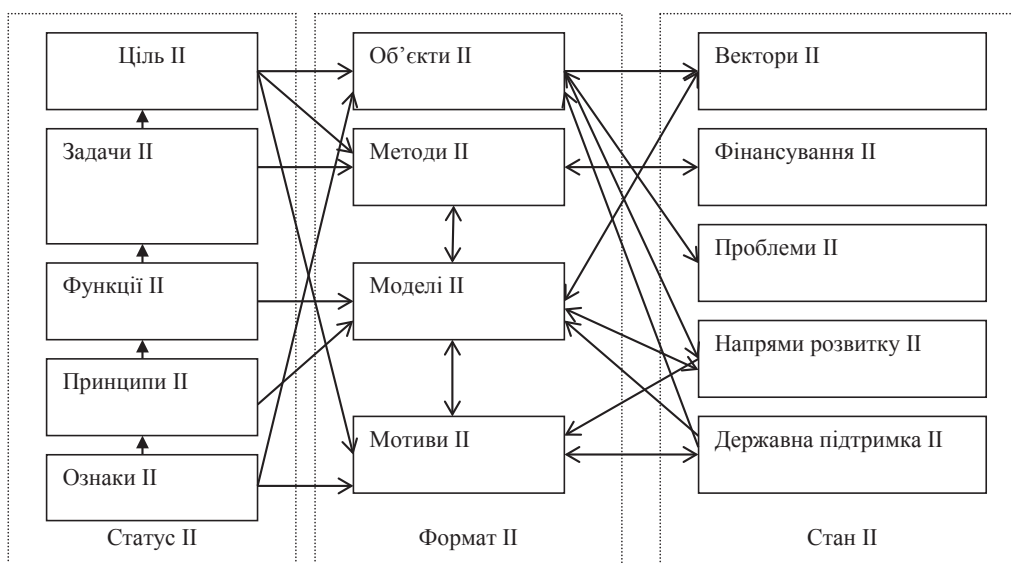 Ціль ІІ
Задачи ІІ
Функції ІІ
Принципи ІІ
Ознаки ІІ
Статус ІІ
Об’єкти ІІ
Методи ІІ
Моделі ІІ
Мотиви ІІ
Формат ІІ
Вектори ІІ
Фінансування ІІ
Проблеми ІІ
Напрями розвитку ІІ
Державна підтримка ІІ
Стан ІІ